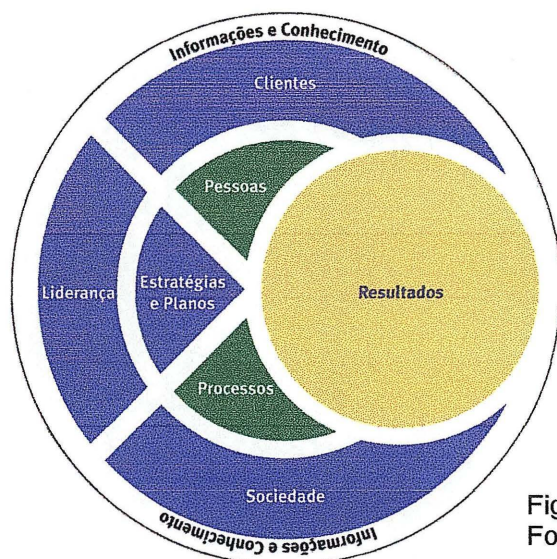 Informações e Conhecimento
Clientes
Pessoas
Liderança
Estratégias
e Planos
Resultados
Processos
Sociedade
Informações e Conhecimento
Fig
Fo